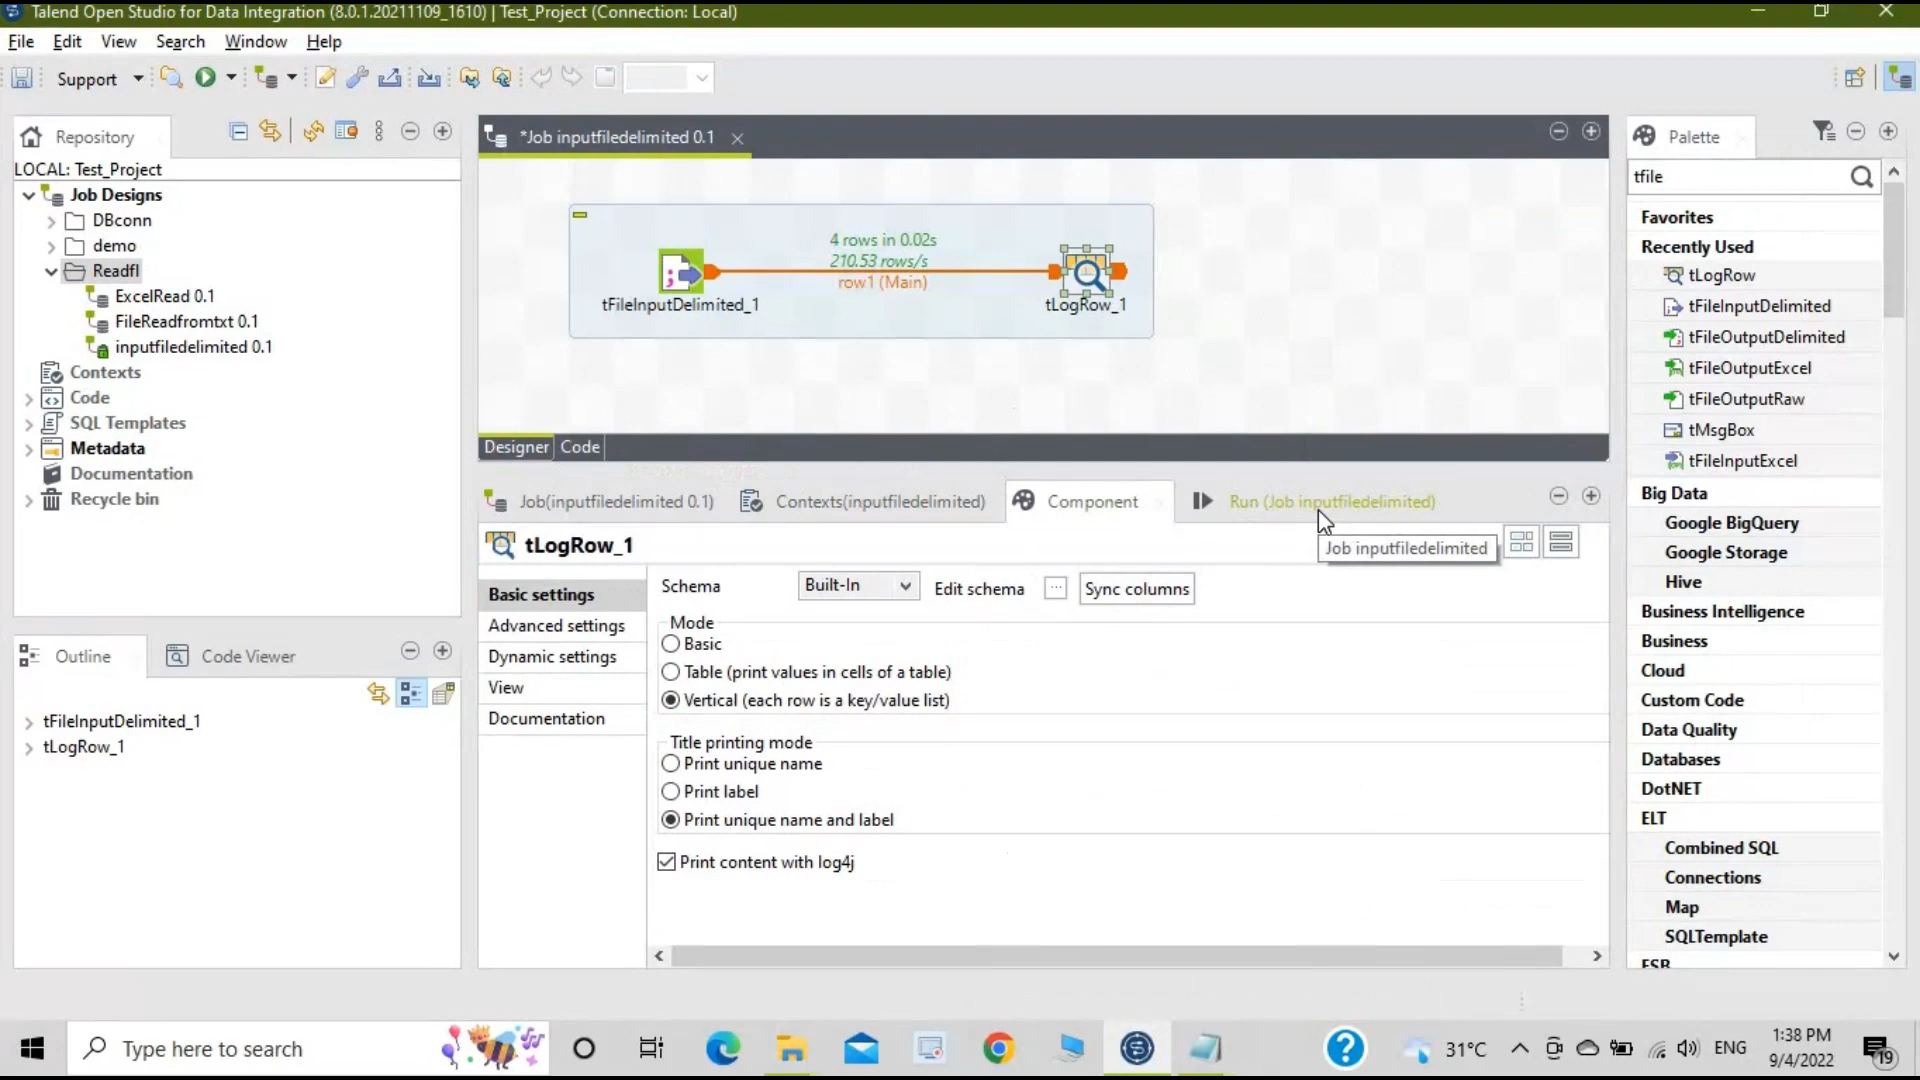 Talend Open Studio for Data Integration (8.0.1.20211109_1610) | Test_Project (Connection: Local)
File Edit View Search Window Help
Support
Repository
LOCAL: Test_Project
Job Designs
DBconn
demo
Readfl
ExcelRead 0.1
FileReadfromtxt 0.1
inputfiledelimited 0.1
Contexts
Code
SQL Templates
Metadata
Documentation
Recycle bin
Outline
Code Viewer
tFileInputDelimited_1
tLogRow_1
*Job inputfiledelimited 0.1
4 rows in 0.02s
210.53 rows/s
row1 (Main)
tFileInputDelimited_1
tLogRow_1
Designer Code
Job(inputfiledelimited 0.1)
Contexts(inputfiledelimited)
Component
Run (Job inputfiledelimited)
Job inputfiledelimited
tLogRow_1
Basic settings
Advanced settings
Dynamic settings
View
Documentation
Schema
Built-In
Edit schema
Sync columns
Mode
Basic
Table (print values in cells of a table)
Vertical (each row is a key/value list)
Title printing mode
Print unique name
Print label
Print unique name and label
Print content with log4j
Palette
tfile
Favorites
Recently Used
tLogRow
tFileInputDelimited
tFileOutputDelimited
tFileOutputExcel
tFileOutputRaw
tMsgBox
tFileInputExcel
Big Data
Google BigQuery
Google Storage
Hive
Business Intelligence
Business
Cloud
Custom Code
Data Quality
Databases
DotNET
ELT
Combined SQL
Connections
Map
SQLTemplate
ESB
Type here to search
31°C
ENG
1:38 PM
9/4/2022
19